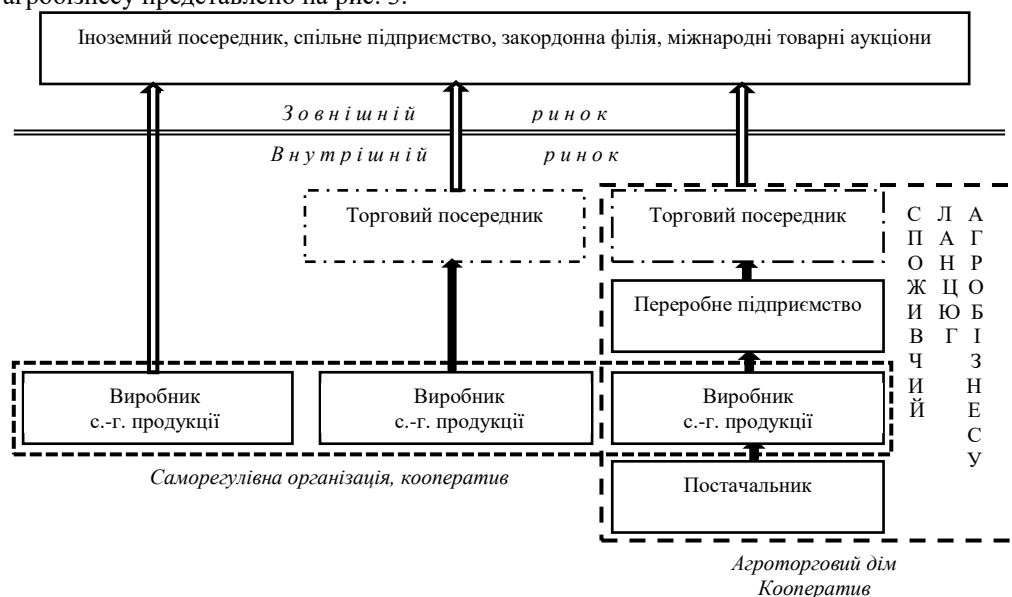 агробізнесу представлено на рис. 3.
Іноземний посередник, спільне підприємство, закордонна філія, міжнародні товарні аукціони
З о в н і ш н і й р и н о к
В н у т р і ш н і й р и н о к
Торговий посередник
Торговий посередник
Переробне підприємство
Виробник
с.-г. продукції
Виробник
с.-г. продукції
Виробник
с.-г. продукції
Саморегулівна організація, кооператив
Постачальник
СПОЖИВЧИЙ
ЛАНЦЮГ
АГРОБІЗНЕСУ
Агроторговий дім
Кооператив